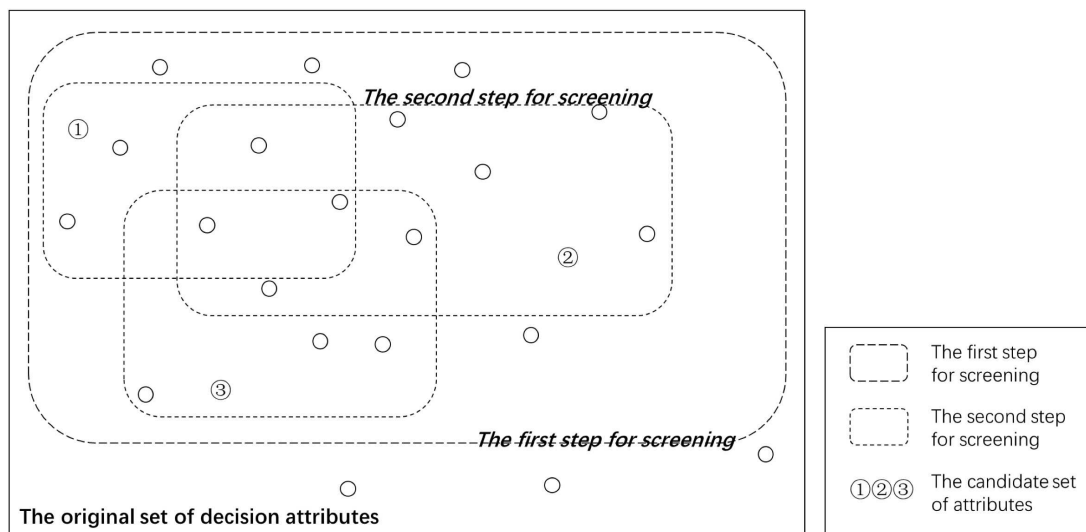 The second step for screening
①
②
③
The first step for screening
The original set of decision attributes
The first step
for screening
The second step
for screening
①②③
The candidate set
of attributes